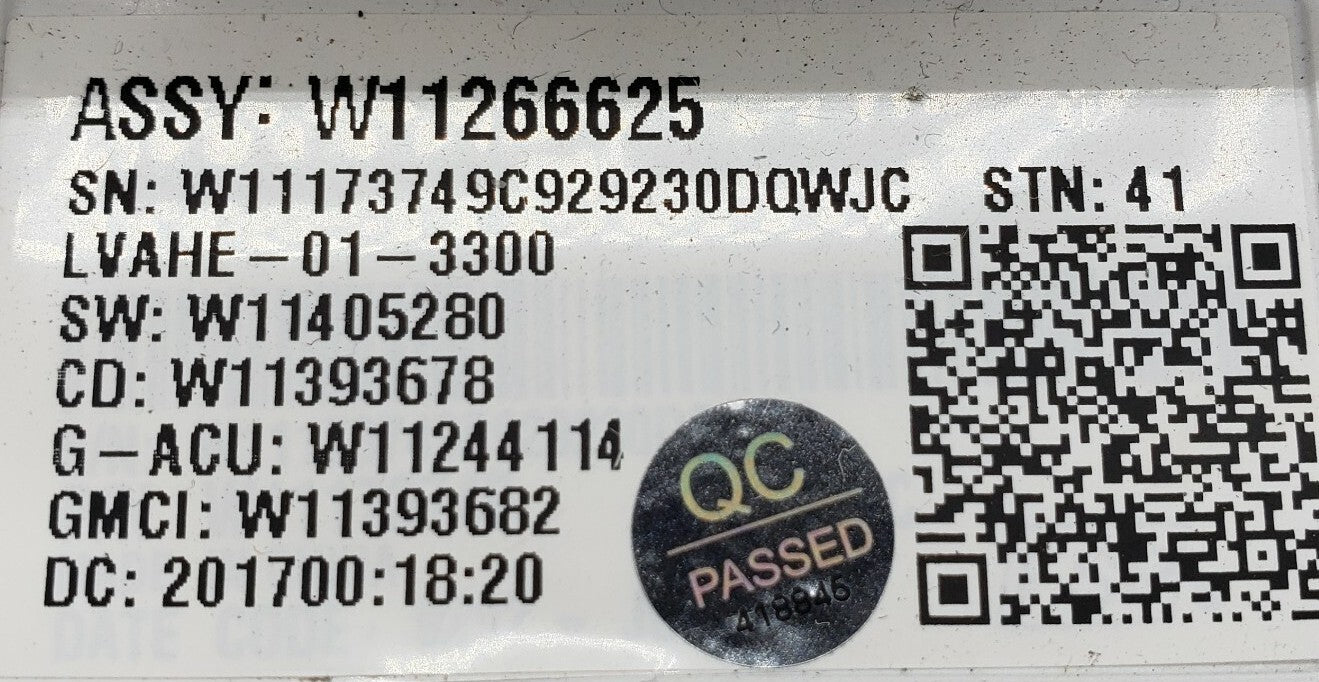 ASSY: W11266625
SN: W11173749C929230DQWJC STN: 41
LVAHE-01-3300
SW: W11405280
CD: W11393678
G-ACU: W11244114
GMCI: W11393682
DC: 201700:18:20
QC
PASSED